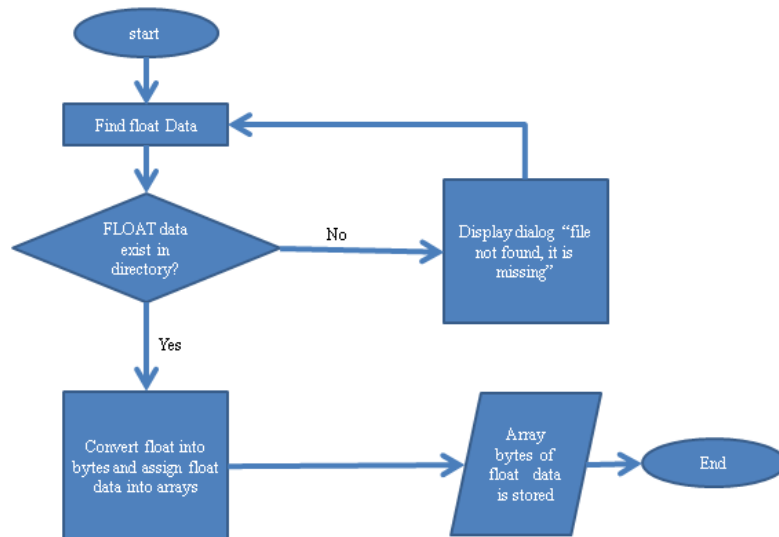 start
Find float Data
FLOAT data
exist in
directory?
No
Display dialog “file
not found, it is
missing”
Yes
Convert float into
bytes and assign float
data into arrays
Array
bytes of
float data
is stored
End